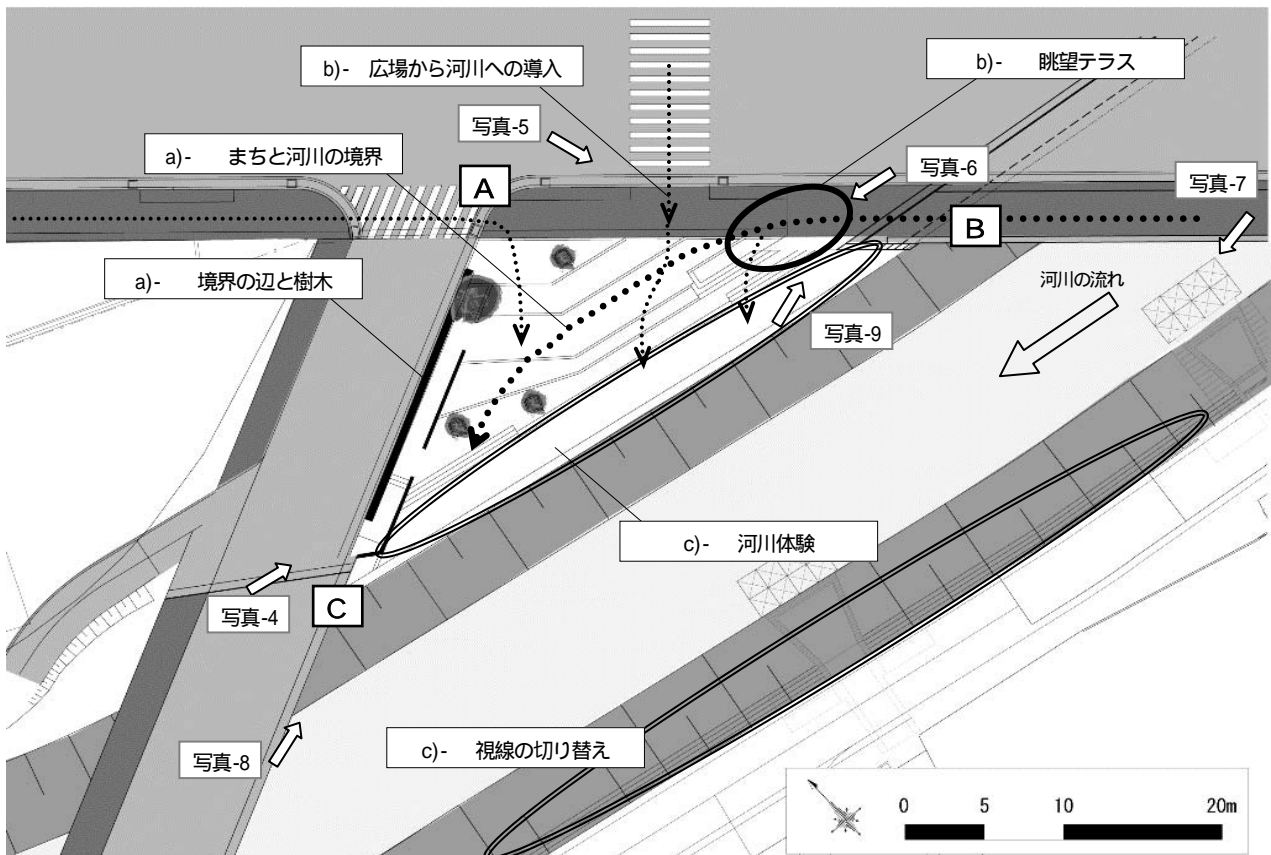 b)- 広場から河川への導入
b)- 眺望テラス
写真-5
a)- まちと河川の境界
A
写真-6
写真-7
B
a)- 境界の辺と樹木
河川の流れ
写真-9
c)- 河川体験
写真-4
C
写真-8
c)- 視線の切り替え
0 5 10 20m